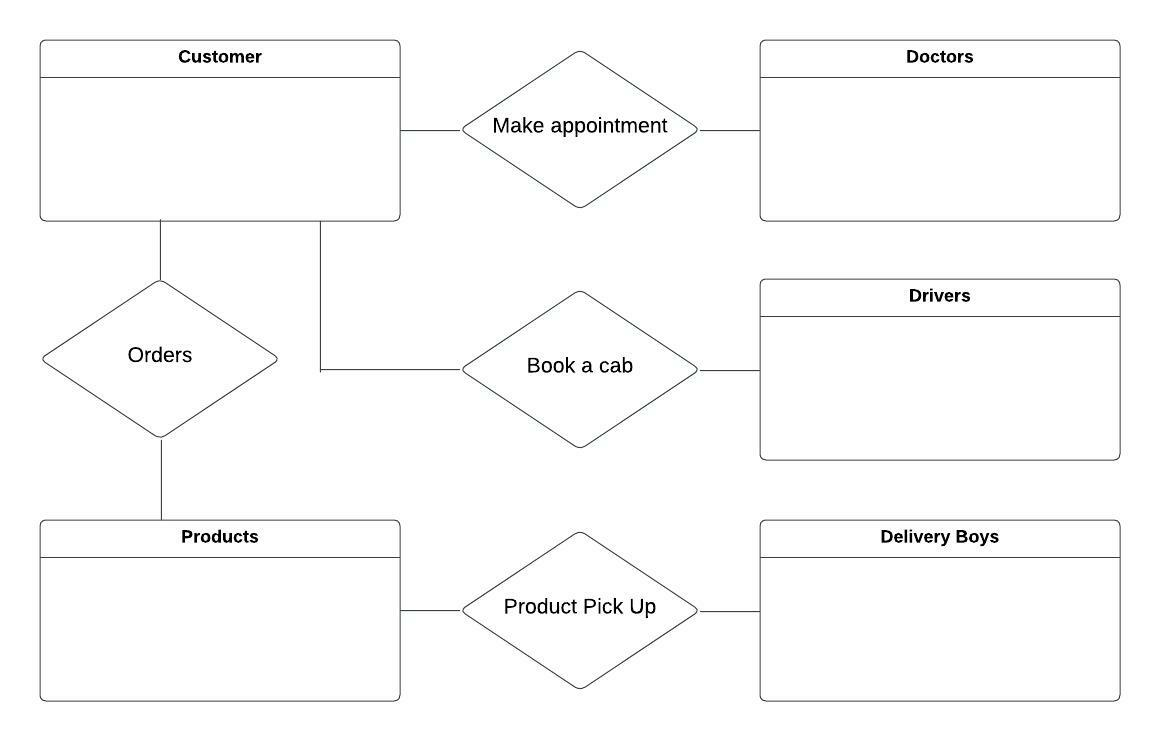 Customer
Make appointment
Doctors
Drivers
Orders
Book a cab
Products
Product Pick Up
Delivery Boys